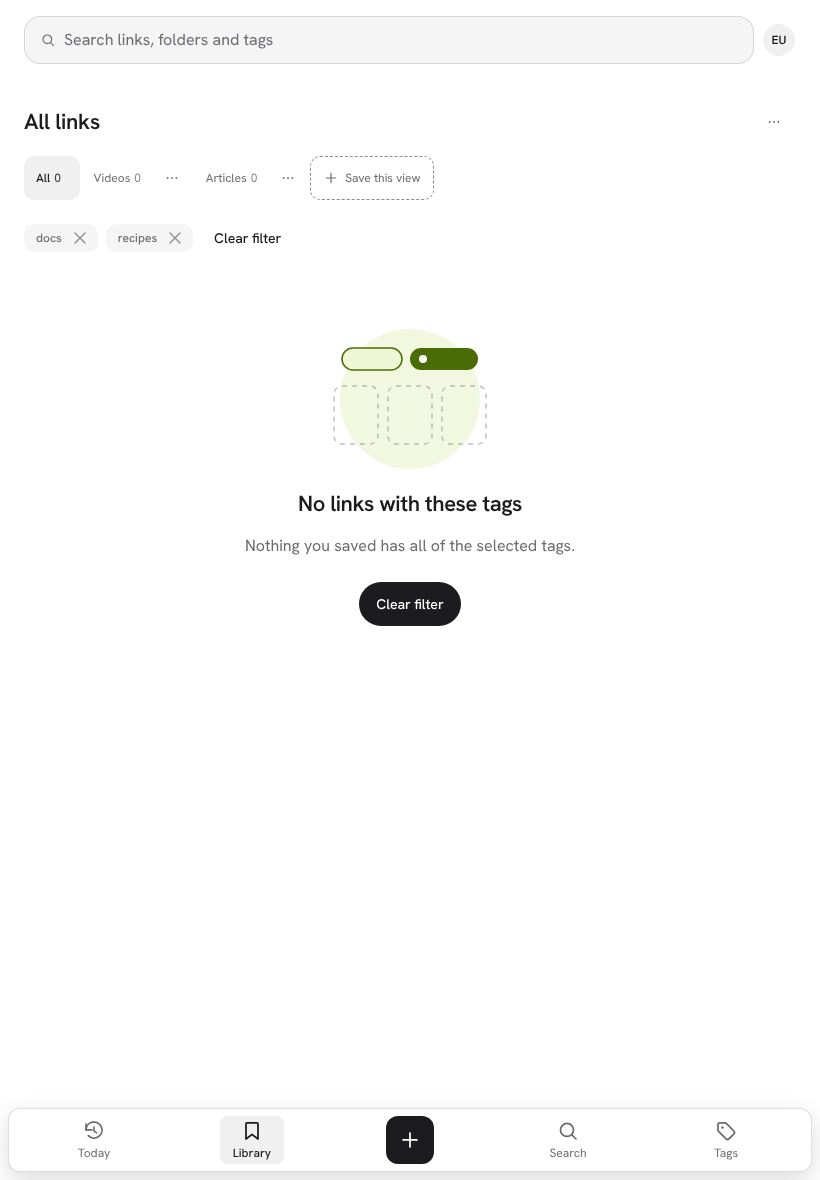 Search links, folders and tags
EU
All links
All 0
Videos 0
Articles 0
Save this view
docs
recipes
Clear filter
No links with these tags
Nothing you saved has all of the selected tags.
Clear filter
Today
Library
Search
Tags